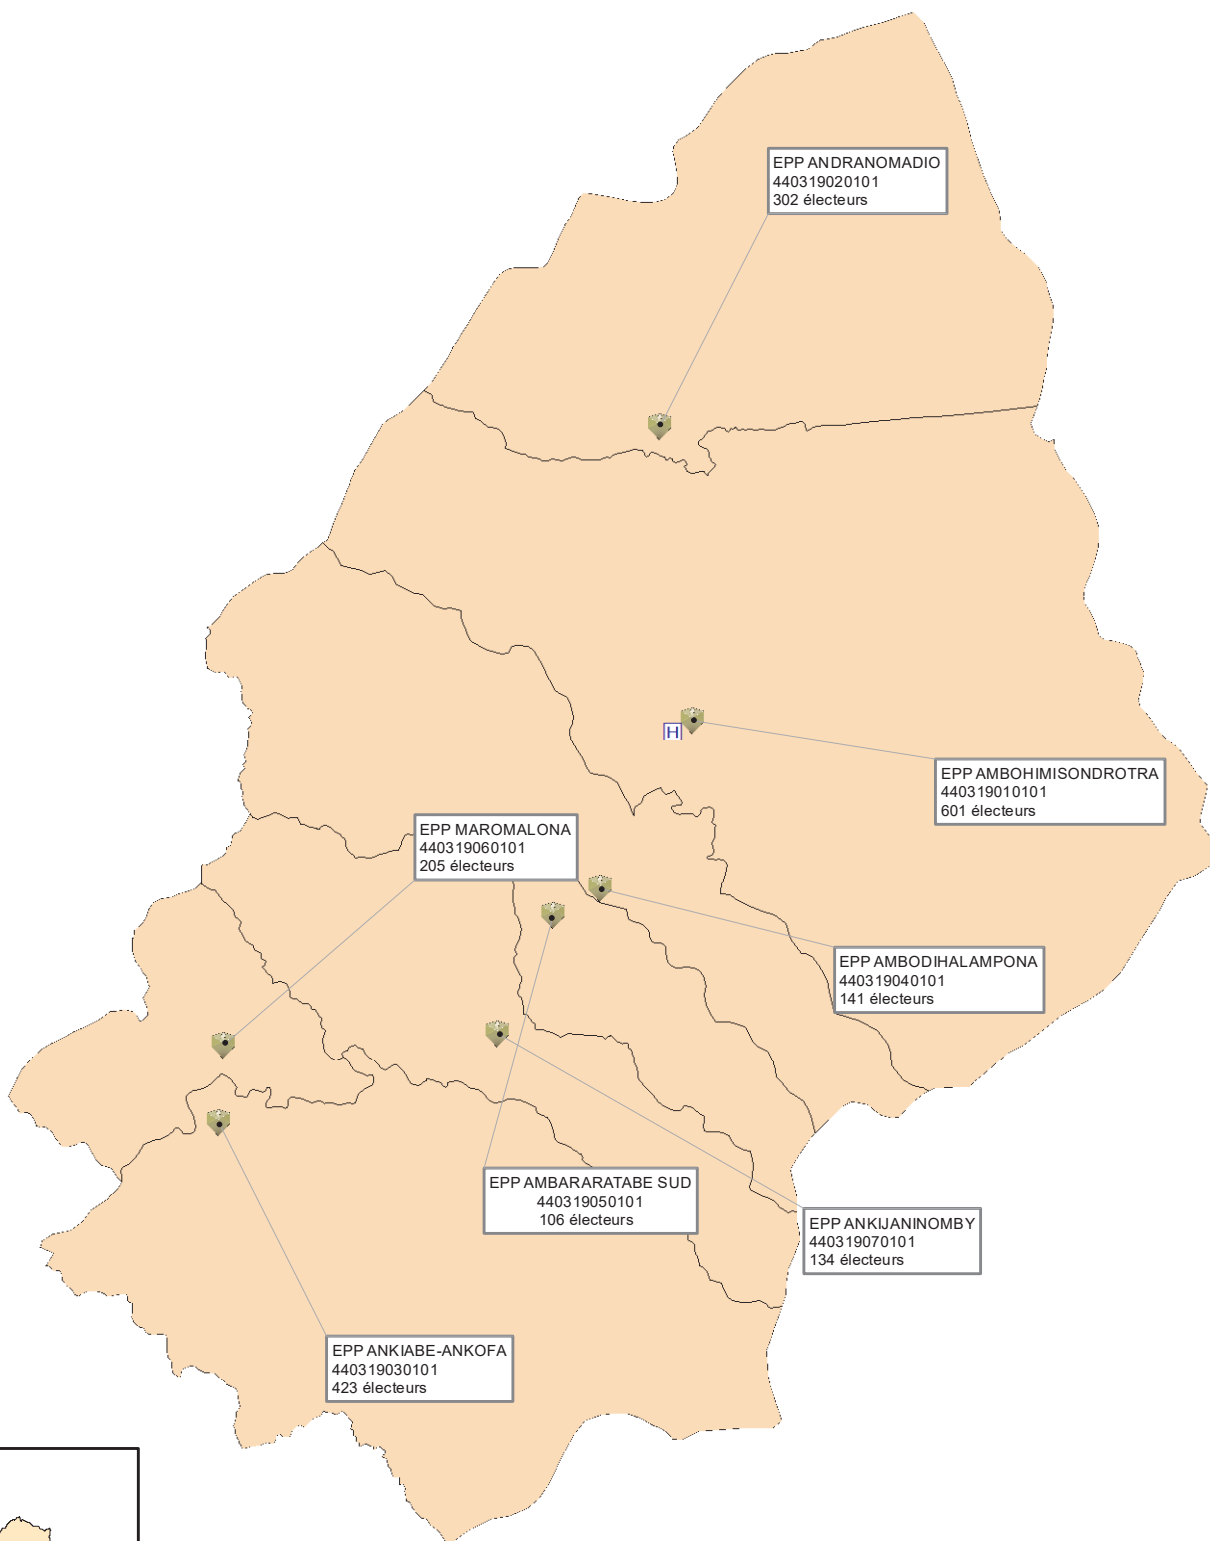 EPP ANDRANOMADIO
440319020101
302 électeurs
H
EPP AMBOHIMISONDROTRA
440319010101
601 électeurs
EPP MAROMALONA
440319060101
205 électeurs
EPP AMBODIHALAMPONA
440319040101
141 électeurs
EPP AMBARARATABE SUD
440319050101
106 électeurs
EPP ANKIJANINOMBY
440319070101
134 électeurs
EPP ANKIABE-ANKOFA
440319030101
423 électeurs